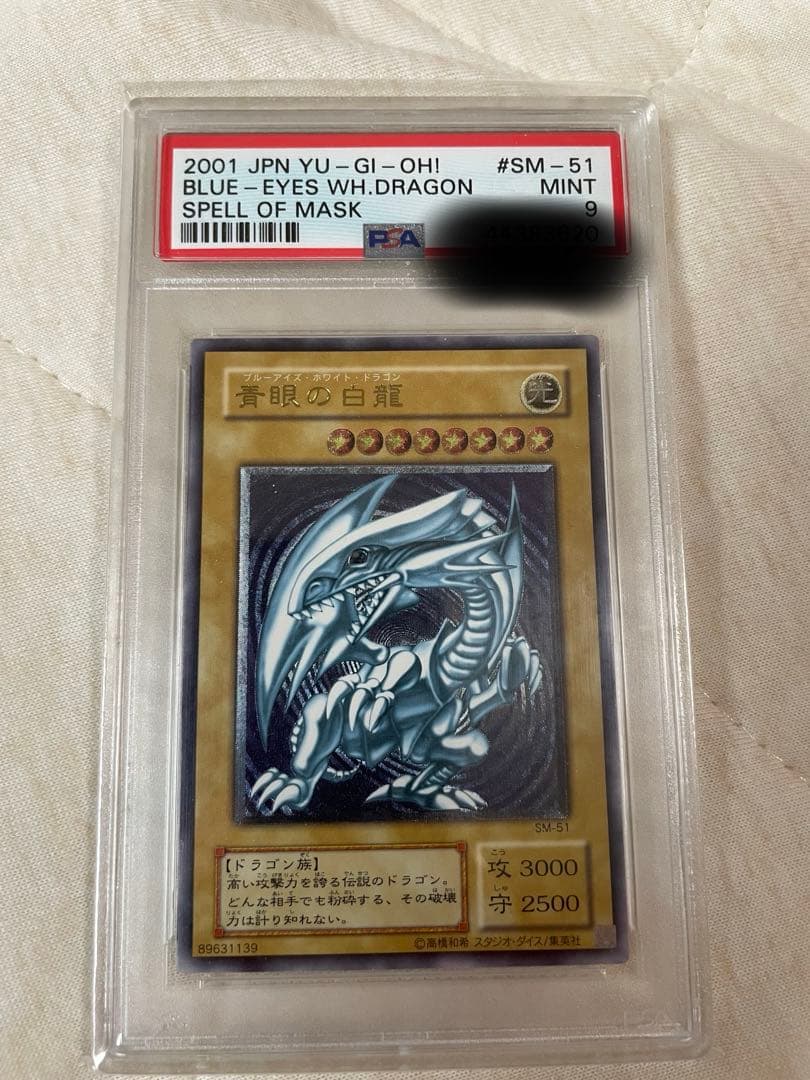 2001 JPN YU-GI-OH! #SM-51
BLUE-EYES WH.DRAGON MINT
SPELL OF MASK 9
PSA
ブルーアイズ・ホワイト・ドラゴン
青眼の白龍
光
SM-51
【ドラゴン族】
高い攻撃力を誇る伝説のドラゴン。
どんな相手でも粉砕する、その破壊
力は計り知れない。
こう
攻 3000
しゅ
守 2500
89631139
©高橋和希 スタジオ・ダイス/集英社